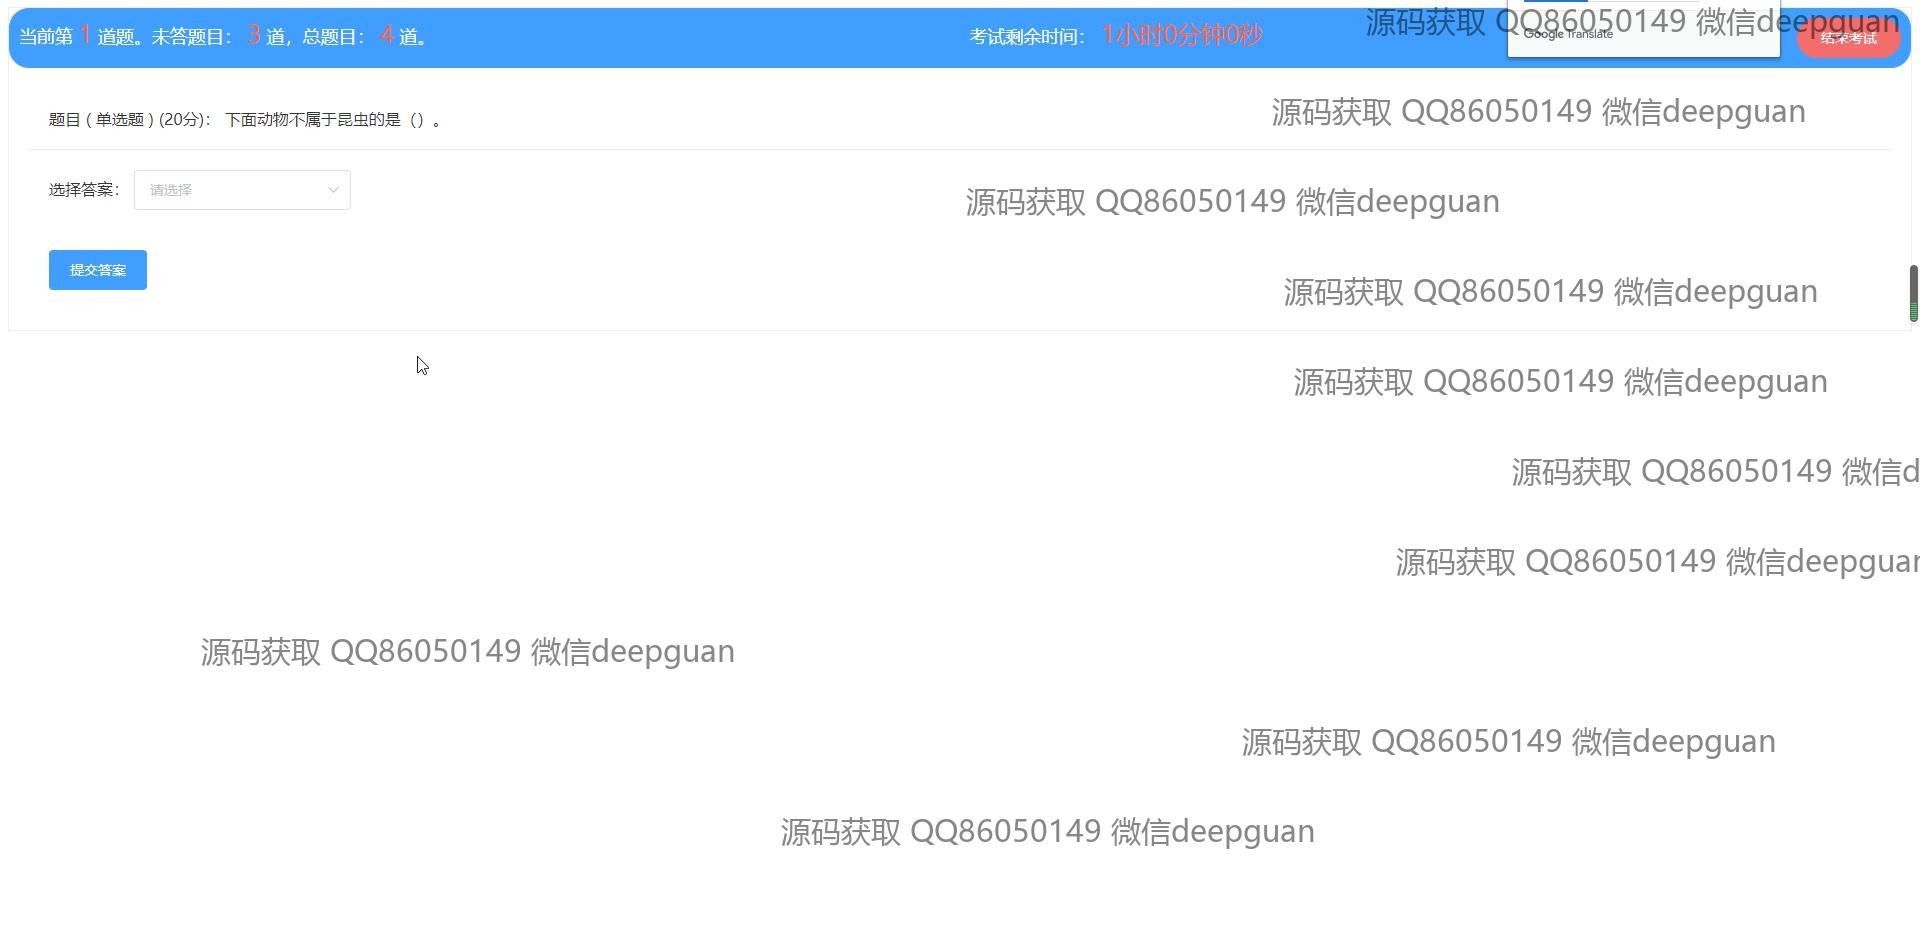 当前第 1 道题。未答题目： 3 道，总题目： 4 道。
考试剩余时间： 1小时0分钟0秒
源码获取 QQ86050149 微信deepguan
Google Translate
结束考试
源码获取 QQ86050149 微信deepguan
题目 ( 单选题 ) (20分)： 下面动物不属于昆虫的是（）。
选择答案： 请选择
源码获取 QQ86050149 微信deepguan
提交答案
源码获取 QQ86050149 微信deepguan
源码获取 QQ86050149 微信deepguan
源码获取 QQ86050149 微信d
源码获取 QQ86050149 微信deepguan
源码获取 QQ86050149 微信deepguan
源码获取 QQ86050149 微信deepguan
源码获取 QQ86050149 微信deepguan